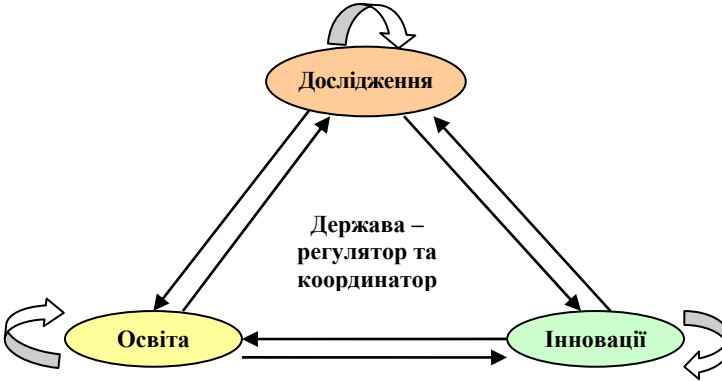 Дослідження
Держава –
регулятор та
координатор
Освіта
Інновації